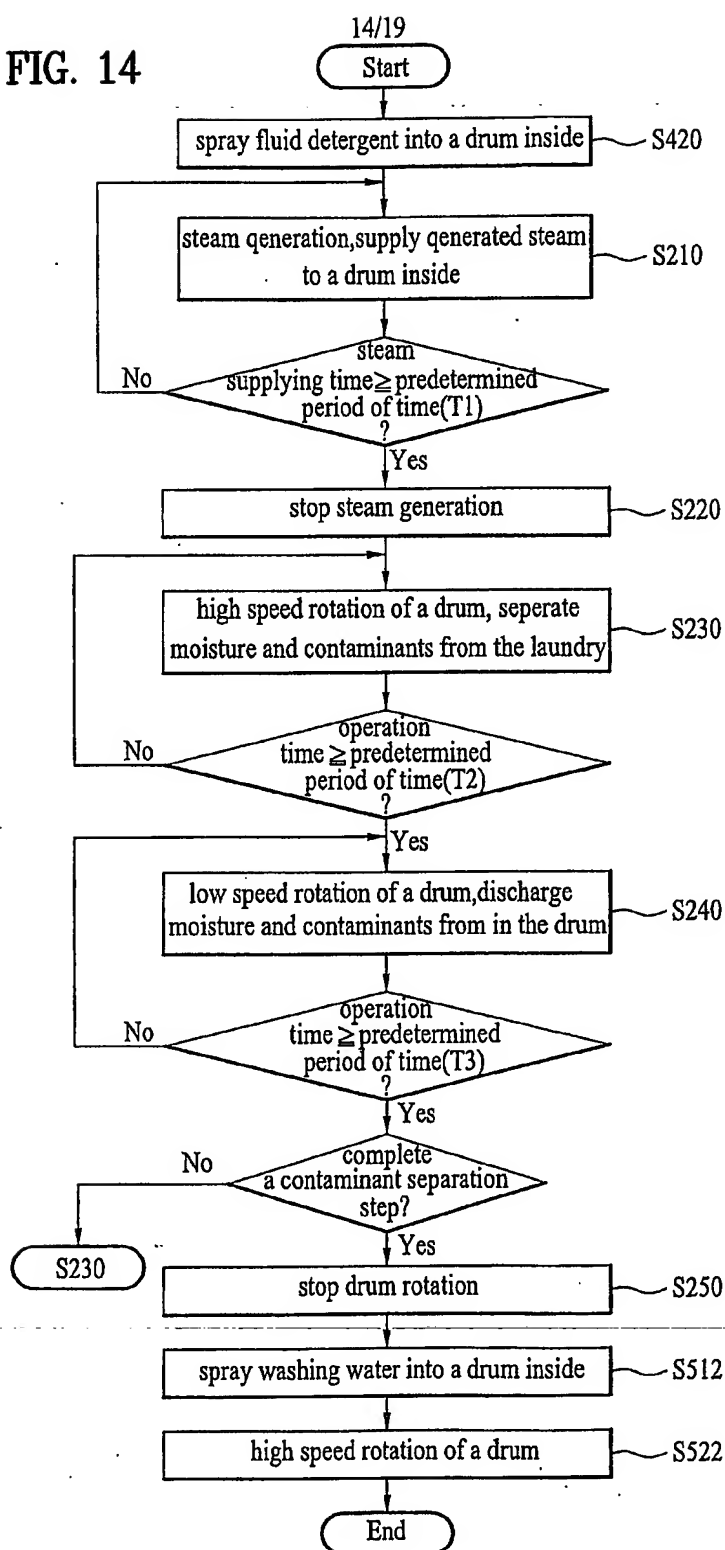 14/19
FIG. 14
Start
spray fluid detergent into a drum inside
S420
steam qeneration,supply qenerated steam
to a drum inside
S210
steam
supplying time≧predetermined
period of time(T1)
?
No
Yes
stop steam generation
S220
high speed rotation of a drum, seperate
moisture and contaminants from the laundry
S230
operation
time≧predetermined
period of time(T2)
?
No
Yes
low speed rotation of a drum,discharge
moisture and contaminants from in the drum
S240
operation
time≧predetermined
period of time(T3)
?
No
Yes
complete
a contaminant separation
step?
No
S230
Yes
stop drum rotation
S250
spray washing water into a drum inside
S512
high speed rotation of a drum
S522
End